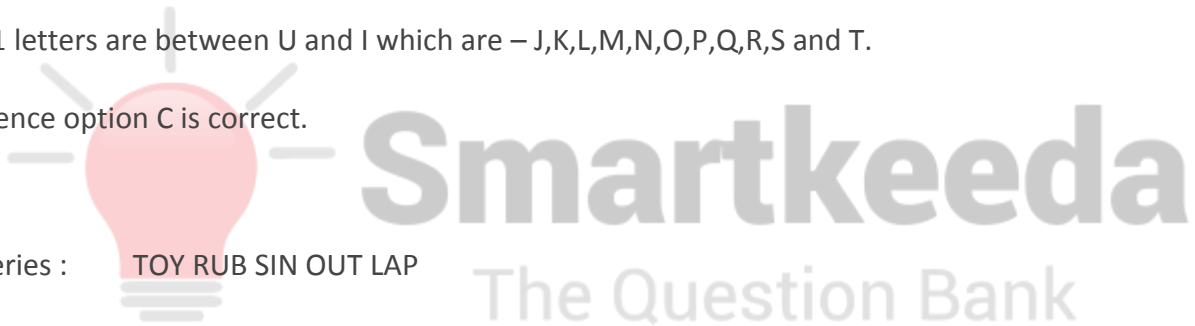 1 letters are between U and I which are – J,K,L,M,N,O,P,Q,R,S and T.
ence option C is correct.
Smartkeeda
eries : TOY RUB SIN OUT LAP
The Question Bank